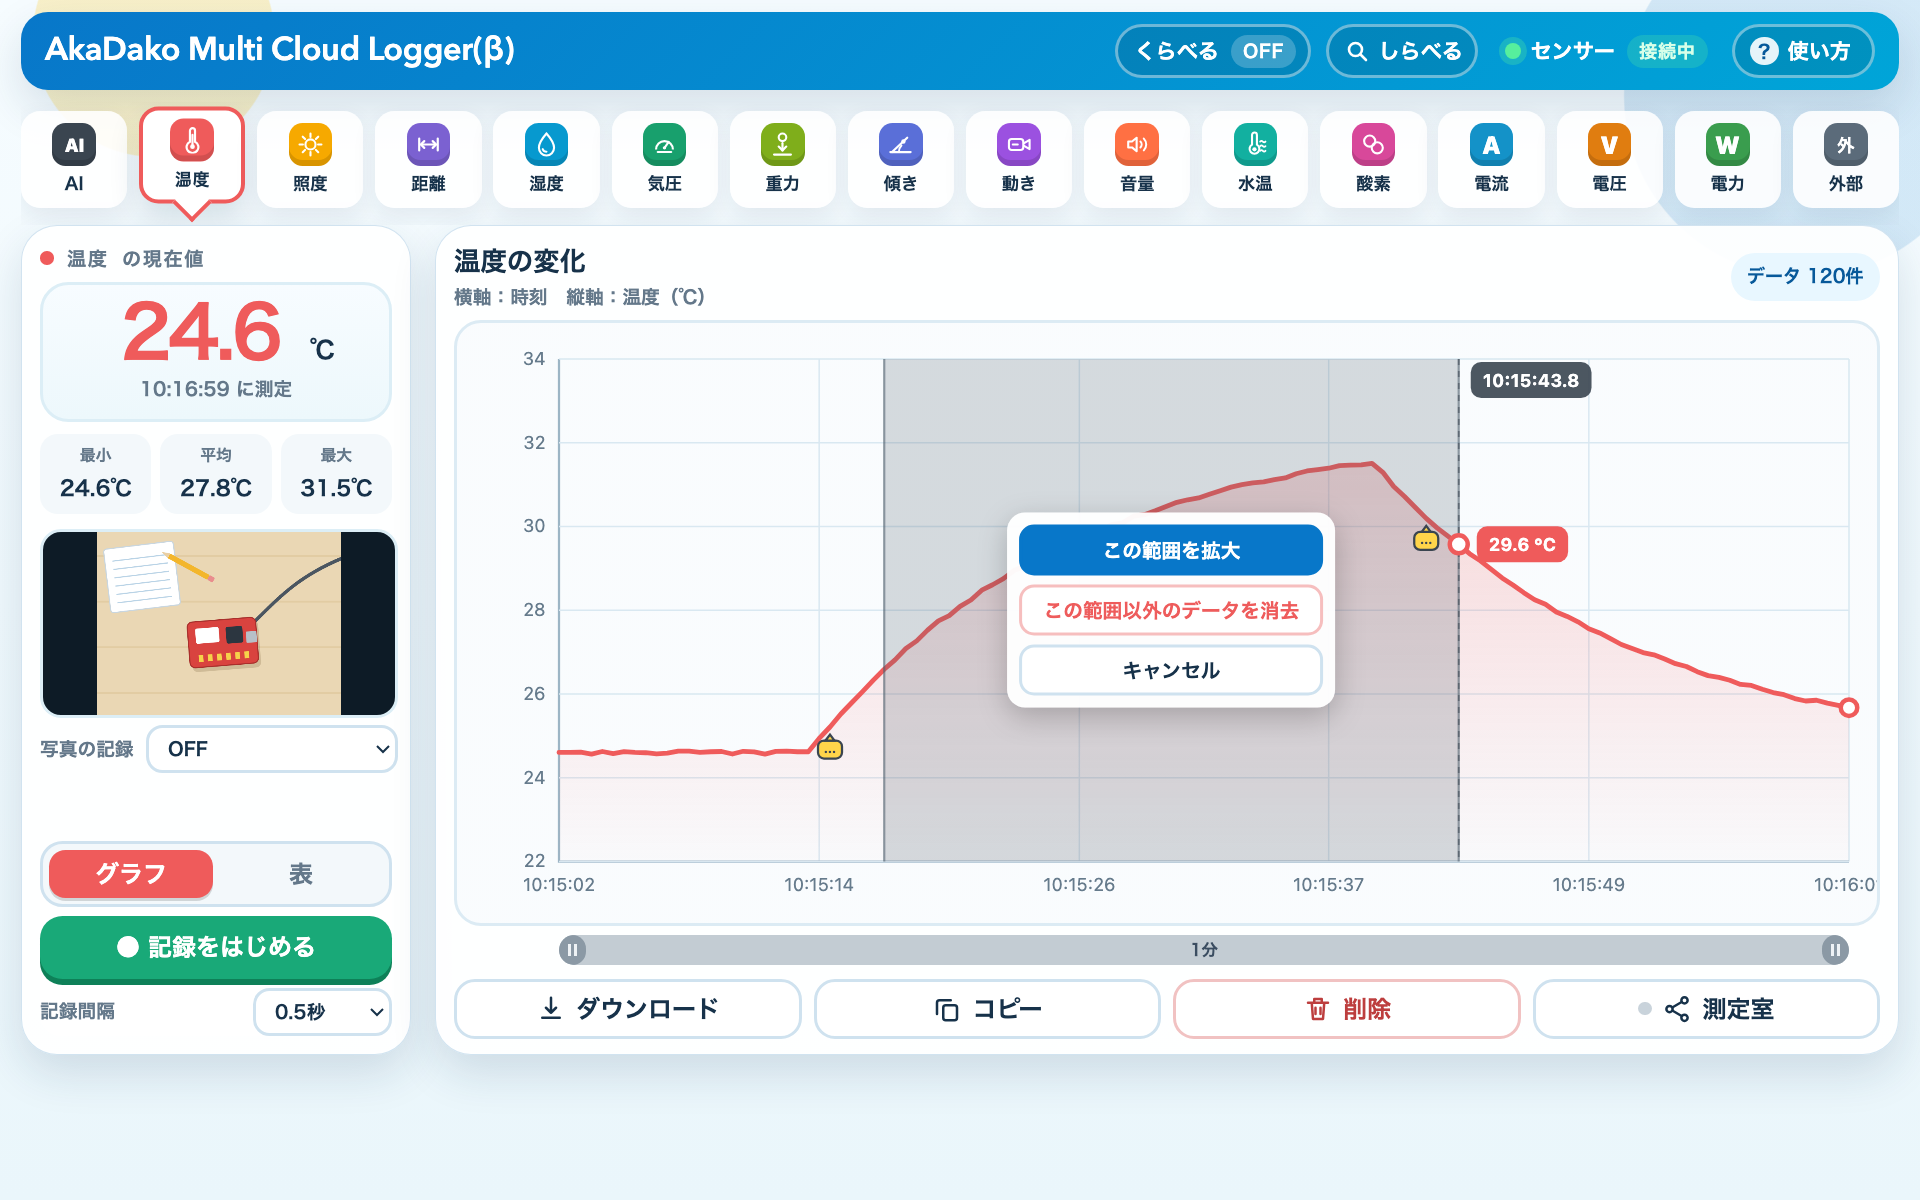 AkaDako Multi Cloud Logger(β)
くらべる OFF
しらべる
センサー 接続中
? 使い方
AI
AI
温度
照度
距離
湿度
気圧
重力
傾き
動き
音量
水温
酸素
A
電流
V
電圧
W
電力
外
外部
温度 の現在値
24.6 ℃
10:16:59 に測定
最小
24.6℃
平均
27.8℃
最大
31.5℃
写真の記録 OFF
グラフ 表
記録をはじめる
記録間隔 0.5秒
温度の変化
横軸：時刻 縦軸：温度（℃）
データ 120件
34
32
30
28
26
24
22
10:15:43.8
29.6 ℃
この範囲を拡大
この範囲以外のデータを消去
キャンセル
10:15:02
10:15:14
10:15:26
10:15:37
10:15:49
10:16:0
1分
ダウンロード
コピー
削除
測定室